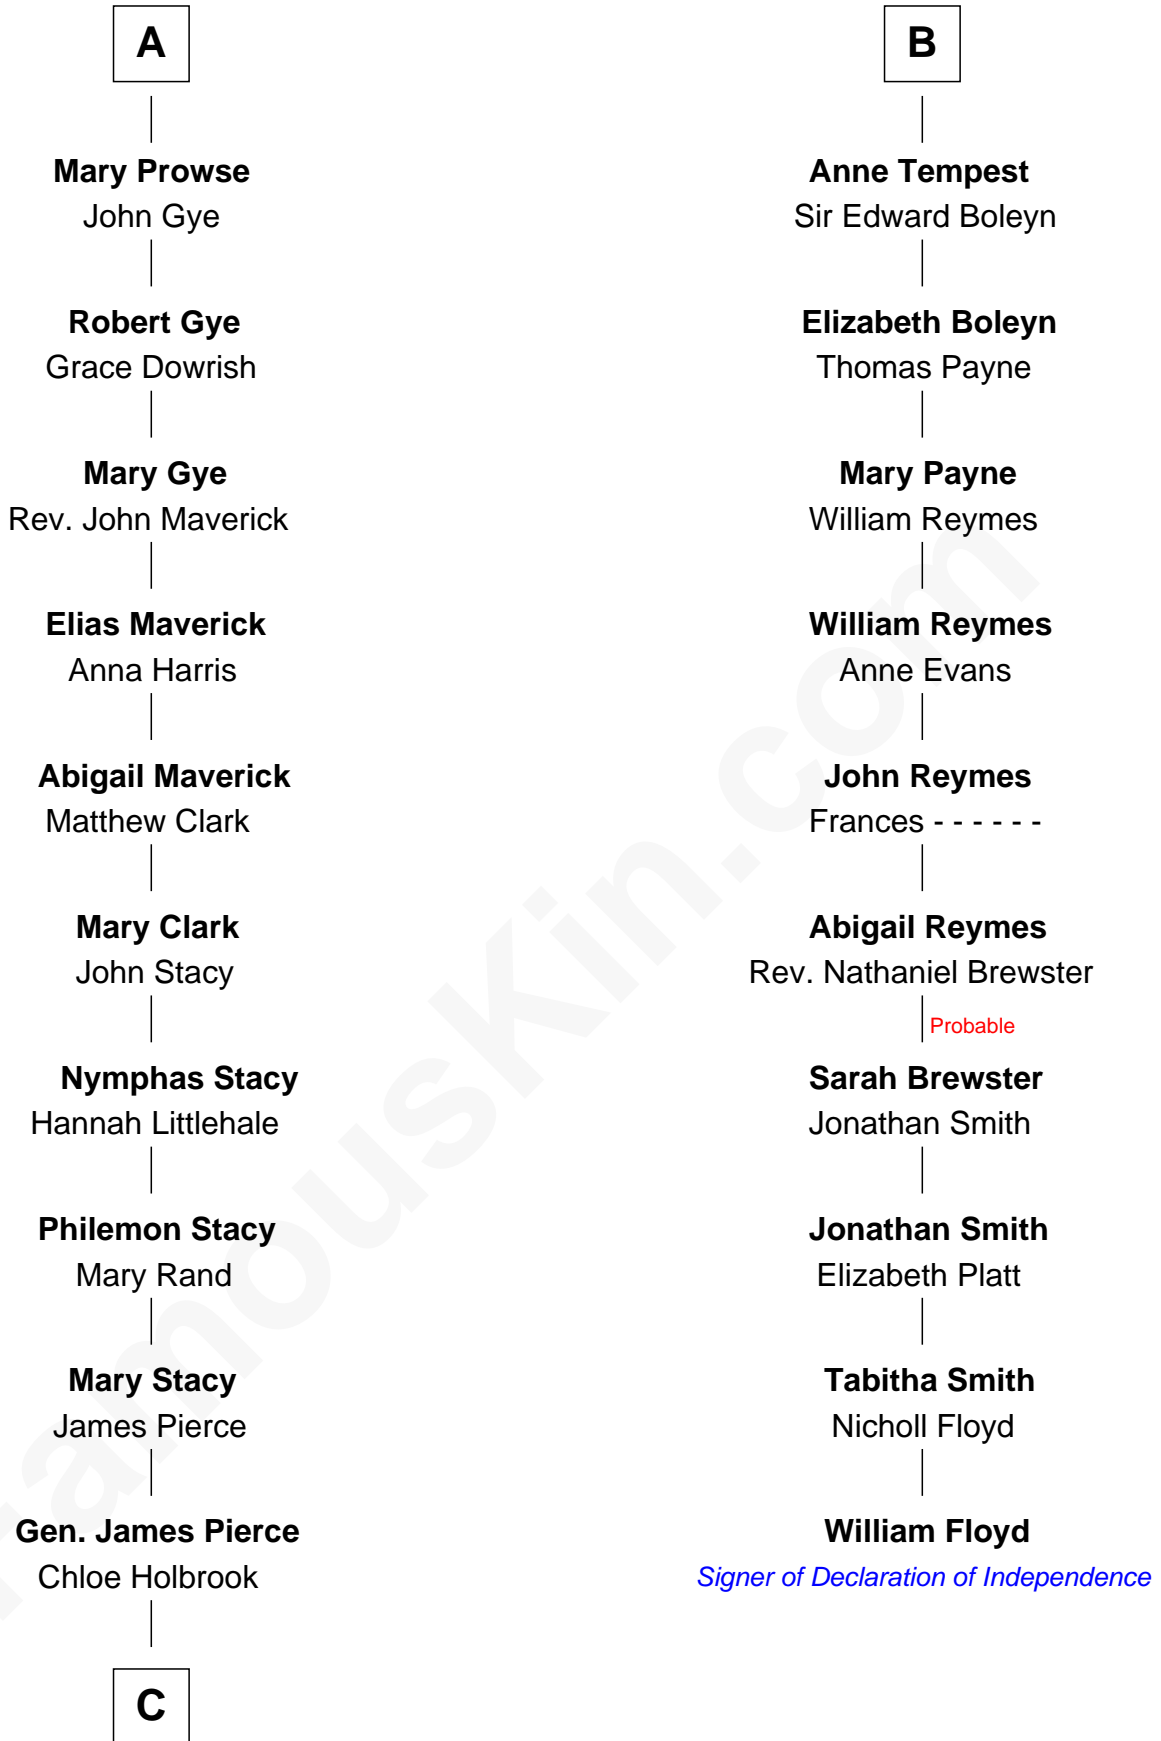 A
Mary Prowse
John Gye
Robert Gye
Grace Dowrish
Mary Gye
Rev. John Maverick
Elias Maverick
Anna Harris
Abigail Maverick
Matthew Clark
Mary Clark
John Stacy
Nymphas Stacy
Hannah Littlehale
Philemon Stacy
Mary Rand
Mary Stacy
James Pierce
Gen. James Pierce
Chloe Holbrook
C
B
Anne Tempest
Sir Edward Boleyn
Elizabeth Boleyn
Thomas Payne
Mary Payne
William Reymes
William Reymes
Anne Evans
John Reymes
Frances - - - - - -
Abigail Reymes
Rev. Nathaniel Brewster
Probable
Sarah Brewster
Jonathan Smith
Jonathan Smith
Elizabeth Platt
Tabitha Smith
Nicholl Floyd
William Floyd
Signer of Declaration of Independence
FamousKin.com